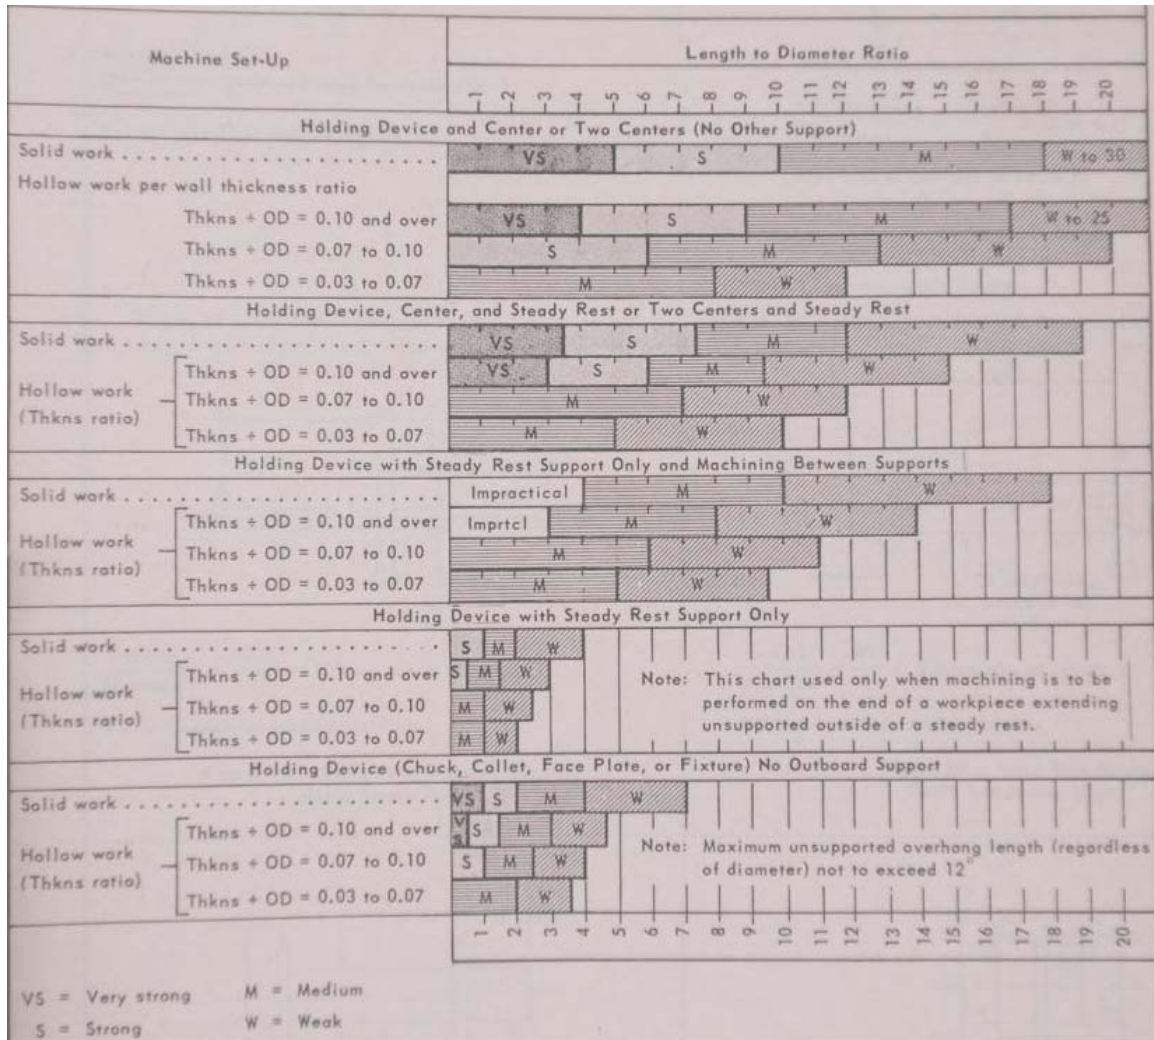 Machine Set-Up
Length to Diameter Ratio
1 2 3 4 5 6 7 8 9 10 11 12 13 14 15 16 17 18 19 20
Holding Device and Center or Two Centers (No Other Support)
Solid work . . . . . . . . . . . . . . . . . . . . . . . . VS S M W to 30
Hollow work per wall thickness ratio
Thkns ÷ OD = 0.10 and over VS S M W to 25
Thkns ÷ OD = 0.07 to 0.10 S M W
Thkns ÷ OD = 0.03 to 0.07 M W
Holding Device, Center, and Steady Rest or Two Centers and Steady Rest
Solid work . . . . . . . . . . . . . . . . . . . . . . . . VS S M W
Hollow work
(Thkns ratio)
Thkns ÷ OD = 0.10 and over VS S M W
Thkns ÷ OD = 0.07 to 0.10 M W
Thkns ÷ OD = 0.03 to 0.07 M W
Holding Device with Steady Rest Support Only and Machining Between Supports
Solid work . . . . . . . . . . . . . . . . . . . . . . . . Impractical M W
Hollow work
(Thkns ratio)
Thkns ÷ OD = 0.10 and over Imprtcl M W
Thkns ÷ OD = 0.07 to 0.10 M W
Thkns ÷ OD = 0.03 to 0.07 M W
Holding Device with Steady Rest Support Only
Solid work . . . . . . . . . . . . . . . . . . . . . . . . S M W
Hollow work
(Thkns ratio)
Thkns ÷ OD = 0.10 and over S M W
Thkns ÷ OD = 0.07 to 0.10 M W
Thkns ÷ OD = 0.03 to 0.07 M W
Note: This chart used only when machining is to be
performed on the end of a workpiece extending
unsupported outside of a steady rest.
Holding Device (Chuck, Collet, Face Plate, or Fixture) No Outboard Support
Solid work . . . . . . . . . . . . . . . . . . . . . . . . VS S M W
Hollow work
(Thkns ratio)
Thkns ÷ OD = 0.10 and over VS S M W
Thkns ÷ OD = 0.07 to 0.10 S M W
Thkns ÷ OD = 0.03 to 0.07 M W
Note: Maximum unsupported overhang length (regardless
of diameter) not to exceed 12"
1 2 3 4 5 6 7 8 9 10 11 12 13 14 15 16 17 18 19 20
VS = Very strong M = Medium
S = Strong W = Weak